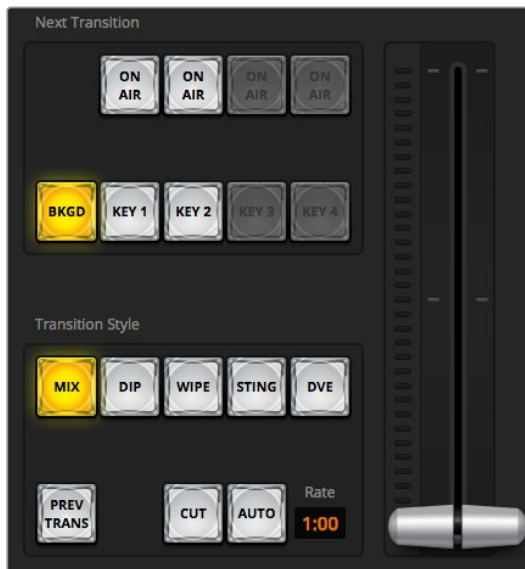 Next Transition
ON AIR ON AIR ON AIR ON AIR
BKGD KEY 1 KEY 2 KEY 3 KEY 4
Transition Style
MIX DIP WIPE STING DVE
PREV TRANS CUT AUTO Rate 1:00